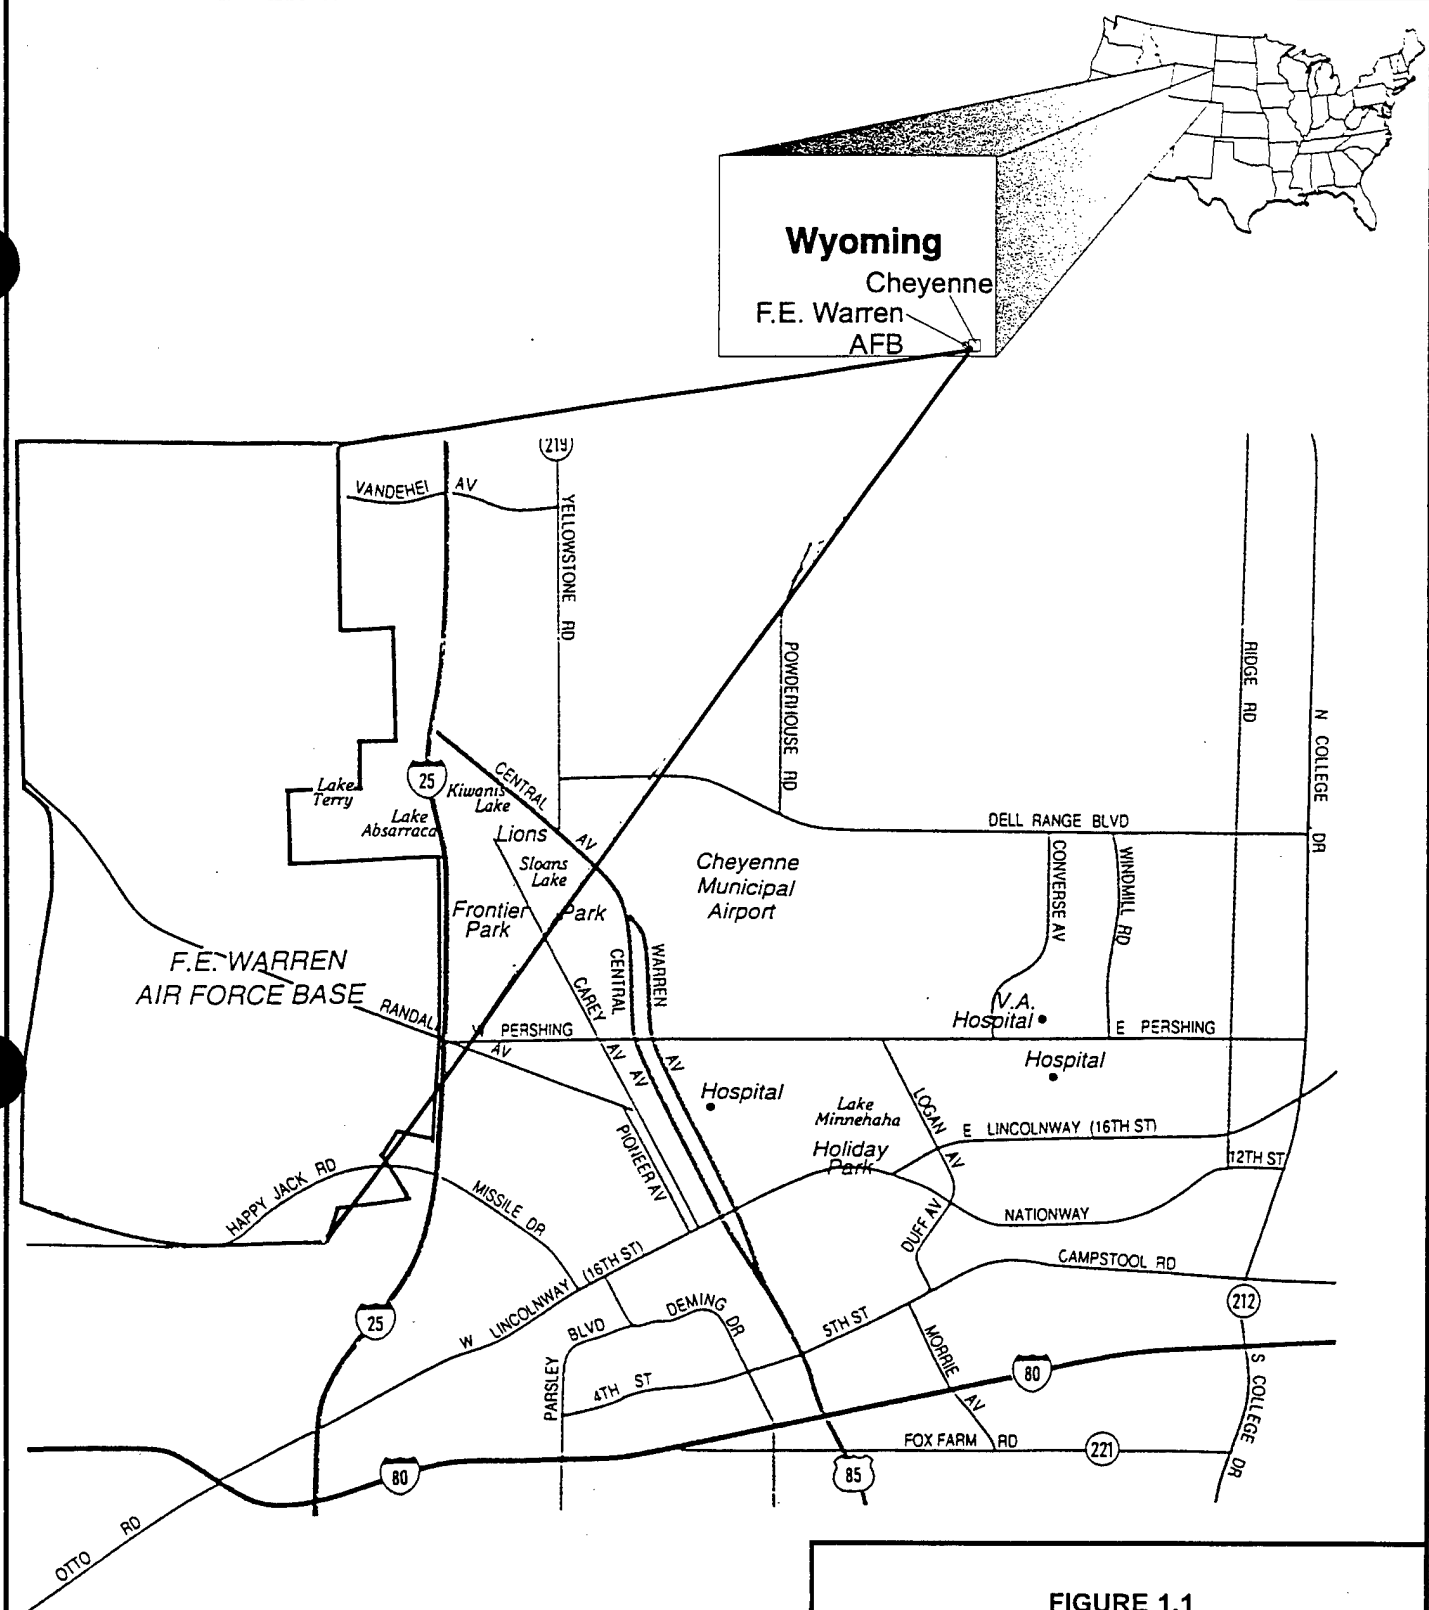 Wyoming
Cheyenne
F.E. Warren
AFB
219
VANDEHEI AV
YELLOWSTONE RD
POWDERHOUSE RD
RIDGE RD
N COLLEGE DR
25
CENTRAL AV
Kiwanis
Lake
Lake
Terry
Lake
Absarraca
Lions
Park
Sloans
Lake
DELL RANGE BLVD
Cheyenne
Municipal
Airport
CONVERSE AV
WINDMILL RD
Frontier
Park
F.E. WARREN
AIR FORCE BASE
CENTRAL AV
WARREN AV
CAREY AV
RANDALL AV
W PERSHING
E PERSHING
V.A.
Hospital
Hospital
Hospital
Lake
Minnehaha
Holiday
Park
LOGAN AV
E LINCOLNWAY (16TH ST)
12TH ST
PIONEER AV
HAPPY JACK RD
MISSILE DR
NATIONWAY
DUFF AV
CAMPSTOOL RD
W LINCOLNWAY (16TH ST)
212
25
DEMING DR
PARSLEY BLVD
5TH ST
4TH ST
MORRIE AV
80
S COLLEGE DR
FOX FARM RD
221
80
85
OTTO RD
FIGURE 1.1